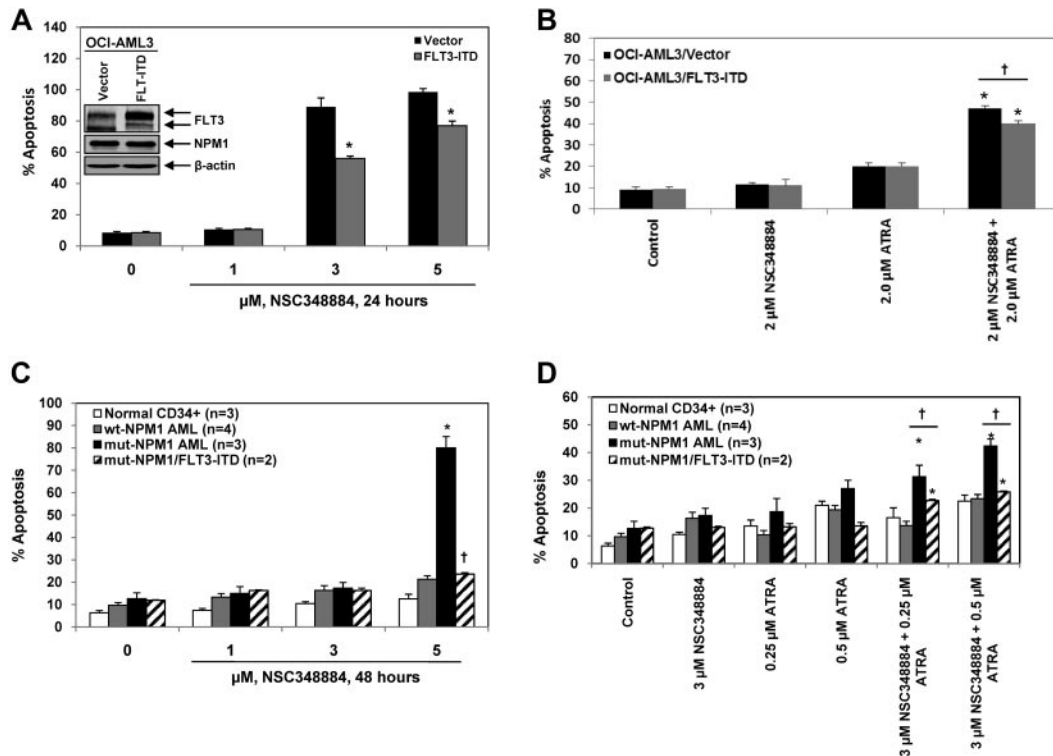 A
OCI-AML3
Vector
FLT-ITD
FLT3
NPM1
β-actin
Vector
FLT3-ITD
% Apoptosis
140
120
100
80
60
40
20
0
*
*
0
1
3
5
µM, NSC348884, 24 hours
B
OCI-AML3/Vector
OCI-AML3/FLT3-ITD
% Apoptosis
80
70
60
50
40
30
20
10
0
†
*
*
Control
2 µM NSC348884
2.0 µM ATRA
2 µM NSC348884 +
2.0 µM ATRA
C
Normal CD34+ (n=3)
wt-NPM1 AML (n=4)
mut-NPM1 AML (n=3)
mut-NPM1/FLT3-ITD (n=2)
% Apoptosis
100
90
80
70
60
50
40
30
20
10
0
*
†
0
1
3
5
µM, NSC348884, 48 hours
D
Normal CD34+ (n=3)
wt-NPM1 AML (n=4)
mut-NPM1 AML (n=3)
mut-NPM1/FLT3-ITD (n=2)
% Apoptosis
60
50
40
30
20
10
0
†
*
*
†
*
*
Control
3 µM NSC348884
0.25 µM ATRA
0.5 µM ATRA
3 µM NSC348884 + 0.25 µM
ATRA
3 µM NSC348884 + 0.5 µM
ATRA